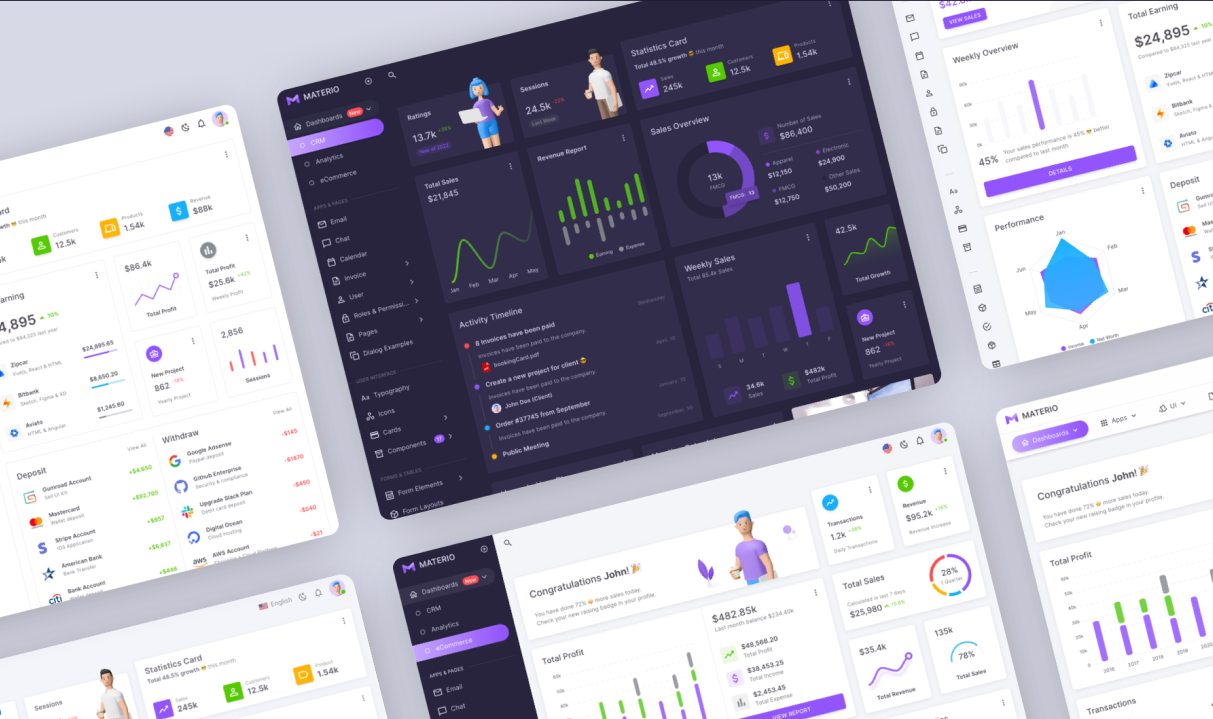 MATERIO
Dashboards
New
CRM
Analytics
eCommerce
APPS & PAGES
Email
Chat
Calendar
Invoice
User
Roles & Permissi...
Pages
Dialog Examples
USER INTERFACE
Typography
Icons
Cards
Components
17
FORMS & TABLES
Form Elements
Form Layouts
Ratings
13.7k
Year of 2022
Sessions
24.5k
Last Week
Statistics Card
Total 48.5% growth 😎 this month
Sales
245k
Customers
12.5k
Products
1.54k
Total Sales
$21,845
Jan
Feb
Mar
Apr
May
Revenue Report
Earning
Expense
Sales Overview
13k
FMCG
Number of Sales
$86,400
Apparel
$12,150
Electronic
$24,900
FMCG
$12,750
Other Sales
$50,200
Activity Timeline
8 Invoices have been paid
Wednesday
Invoices have been paid to the company.
bookingCard.pdf
Create a new project for client 😎
Invoices have been paid to the company.
John Doe (Client)
Order #37745 from September
Invoices have been paid to the company.
Public Meeting
Weekly Sales
Total 85.4k Sales
34.6k
Sales
$482k
Total Profit
42.5k
Total Growth
New Project
862
Yearly Project
Customers
12.5k
Products
1.54k
Revenue
$88k
$86.4k
Total Profit
Total Profit
$25.6k
Weekly Profit
Zipcar
Vuejs, React & HTML
$24,895.65
Bitbank
Sketch, Figma & XD
$8,650.20
Aviato
HTML & Angular
$1,245.80
New Project
862
Yearly Project
2,856
Sessions
Deposit
View All
Gumroad Account
Sell UI Kit
+$4,650
Mastercard
Wallet deposit
+$92,705
Stripe Account
iOS Application
+$957
American Bank
Bank Transfer
+$6,837
Bank Account
+$446
Withdraw
View All
Google Adsense
Paypal deposit
-$145
Github Enterprise
Security & compliance
-$1870
Upgrade Slack Plan
Debit card deposit
-$450
Digital Ocean
Cloud Hosting
-$540
AWS Account
-$21
VIEW SALES
Weekly Overview
45%
Your sales performance is 45% 😎 better
compared to last month
DETAILS
Total Earning
$24,895
10%
Compared to $84,325 last year
Zipcar
Vuejs, React & HTML
Bitbank
Aviato
Performance
Jan
Feb
Mar
Apr
May
Jun
Income
Net Worth
Deposit
MATERIO
Dashboards
Apps
UI
Congratulations John! 🎉
You have done 72% 😎 more sales today.
Check your new raising badge in your profile.
Total Profit
2016
2017
2018
2019
Transactions
English
Sessions
Statistics Card
Total 48.5% growth 😎 this month
Sales
245k
Customers
12.5k
Product
1.54k
MATERIO
Dashboards
New
CRM
Analytics
eCommerce
APPS & PAGES
Email
Chat
Congratulations John! 🎉
You have done 72% 😎 more sales today.
Check your new raising badge in your profile.
Total Profit
$482.85k
Last month balance $234.40k
$48,568.20
Total Profit
$38,453.25
Total Income
$2,453.45
Total Expense
VIEW REPORT
Transactions
1.2k
Daily Transactions
Revenue
$95.2k
Revenue Increase
Total Sales
Calculated in last 7 days
$25,980
28%
1 Quarter
$35.4k
Total Revenue
135k
78%
Total Sales